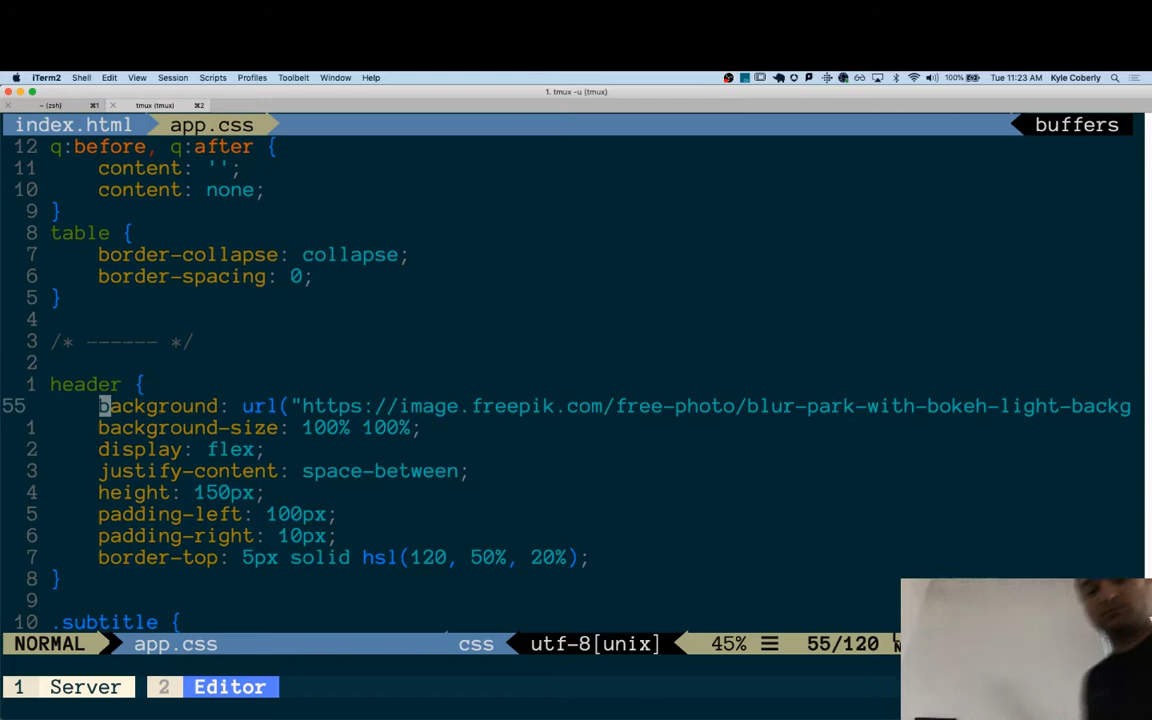 iTerm2 Shell Edit View Session Scripts Profiles Toolbelt Window Help 100% Tue 11:23 AM Kyle Coberly
1. tmux -u (tmux)
~ (zsh) ⌘1 tmux (tmux) ⌘2
index.html app.css buffers
12 q:before, q:after {
11 content: '';
10 content: none;
9 }
8 table {
7 border-collapse: collapse;
6 border-spacing: 0;
5 }
4
3 /* ------ */
2
1 header {
55 background: url("https://image.freepik.com/free-photo/blur-park-with-bokeh-light-backg
1 background-size: 100% 100%;
2 display: flex;
3 justify-content: space-between;
4 height: 150px;
5 padding-left: 100px;
6 padding-right: 10px;
7 border-top: 5px solid hsl(120, 50%, 20%);
8 }
9
10 .subtitle {
NORMAL app.css css utf-8[unix] 45% ☰ 55/120
1 Server 2 Editor